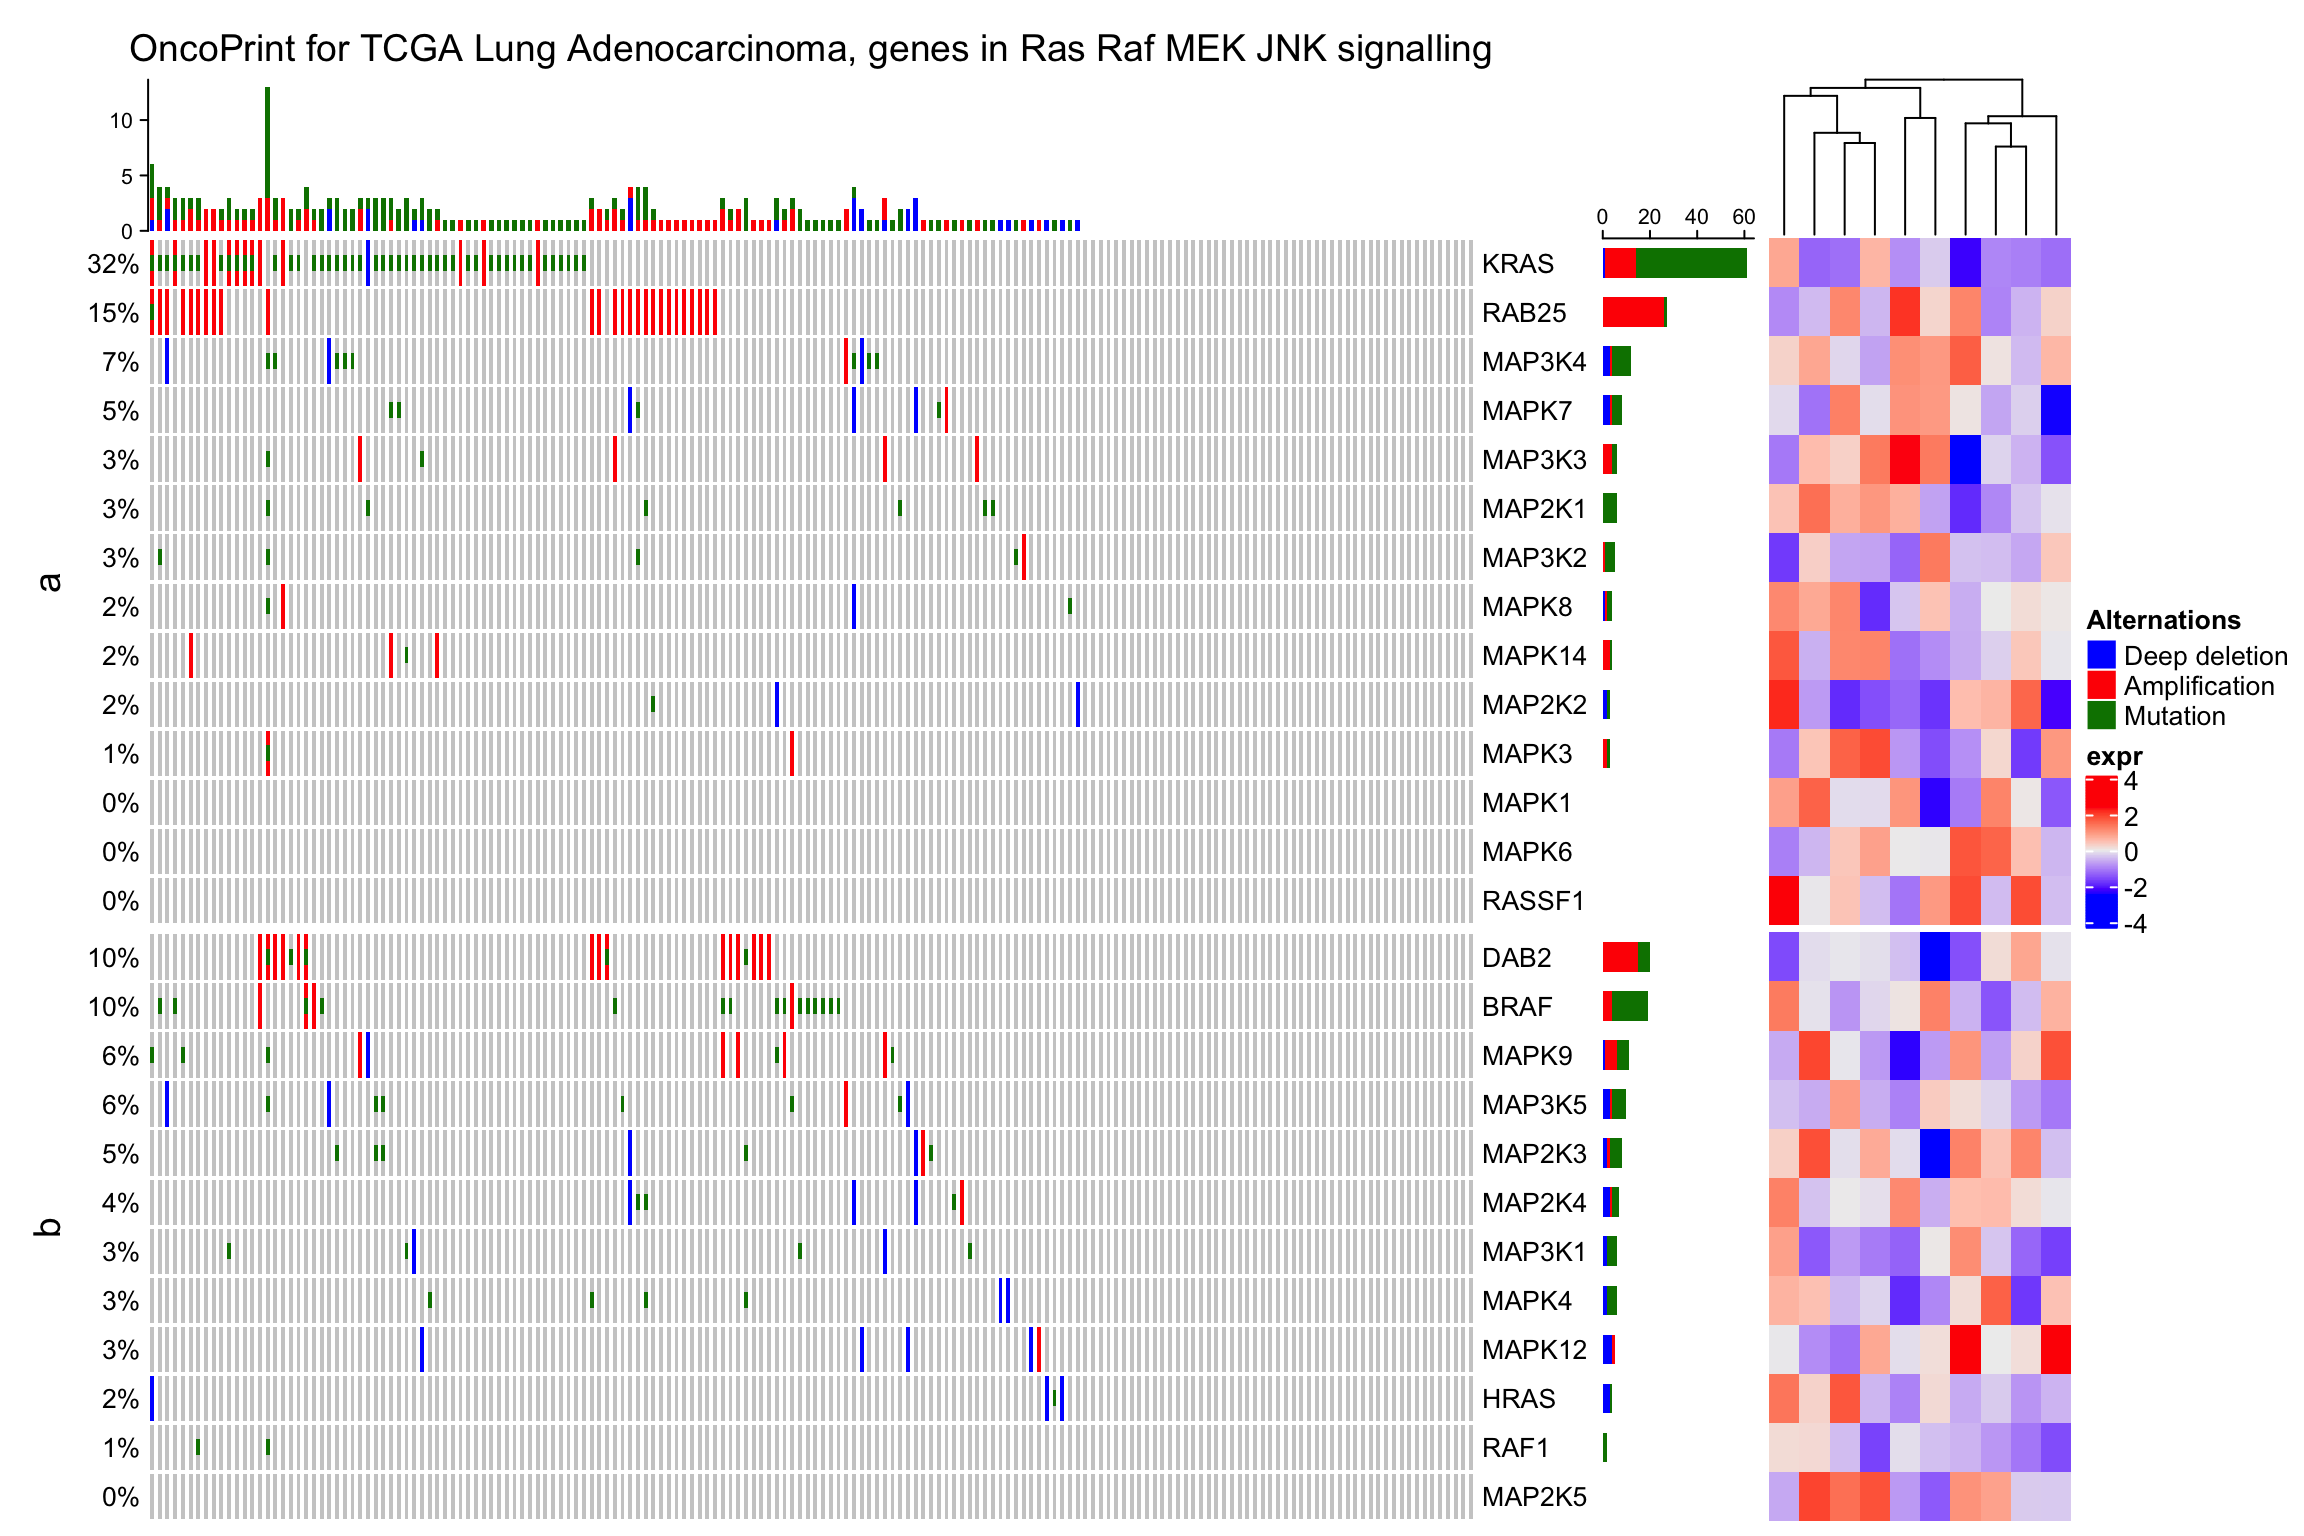 OncoPrint for TCGA Lung Adenocarcinoma, genes in Ras Raf MEK JNK signalling
10
5
0
0 20 40 60
a
32% KRAS
15% RAB25
7% MAP3K4
5% MAPK7
3% MAP3K3
3% MAP2K1
3% MAP3K2
2% MAPK8
2% MAPK14
2% MAP2K2
1% MAPK3
0% MAPK1
0% MAPK6
0% RASSF1
b
10% DAB2
10% BRAF
6% MAPK9
6% MAP3K5
5% MAP2K3
4% MAP2K4
3% MAP3K1
3% MAPK4
3% MAPK12
2% HRAS
1% RAF1
0% MAP2K5
Alternations
Deep deletion
Amplification
Mutation
expr
4
2
0
-2
-4